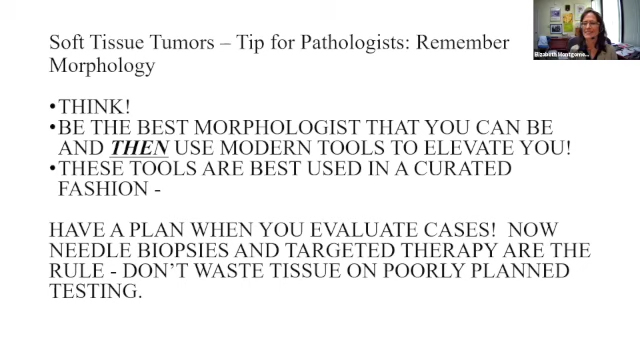 Soft Tissue Tumors – Tip for Pathologists: Remember
Morphology
•THINK!
•BE THE BEST MORPHOLOGIST THAT YOU CAN BE
AND THEN USE MODERN TOOLS TO ELEVATE YOU!
•THESE TOOLS ARE BEST USED IN A CURATED
FASHION -
HAVE A PLAN WHEN YOU EVALUATE CASES! NOW
NEEDLE BIOPSIES AND TARGETED THERAPY ARE THE
RULE - DON’T WASTE TISSUE ON POORLY PLANNED
TESTING.
Elizabeth Montgome...